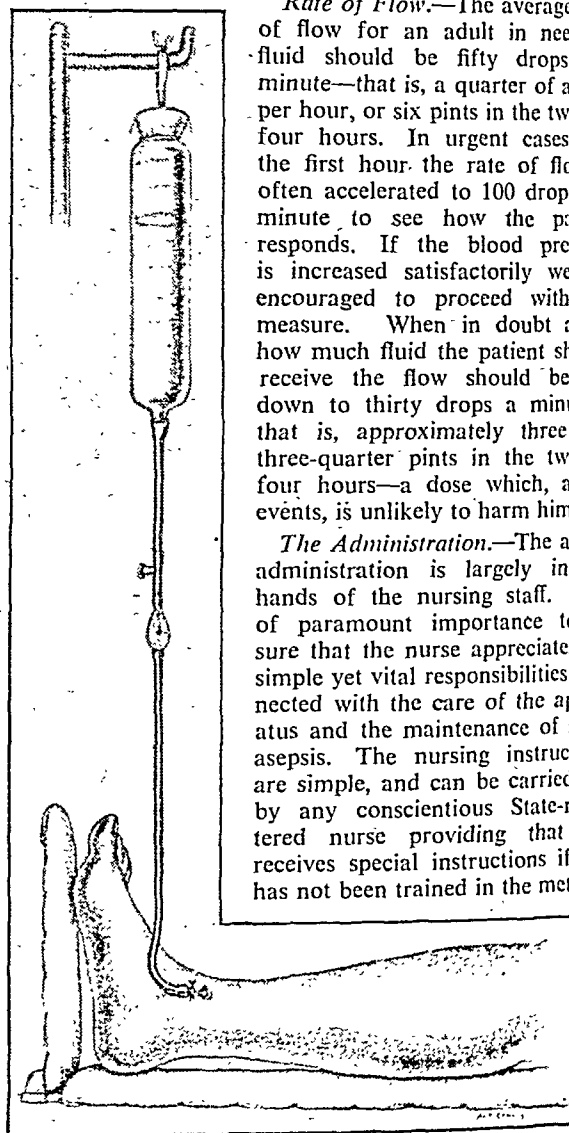 Rate of Flow.—The average
of flow for an adult in nee
fluid should be fifty drops
minute—that is, a quarter of a
per hour, or six pints in the tw
four hours. In urgent cases
the first hour the rate of flo
often accelerated to 100 drop
minute to see how the pa
responds. If the blood pre
is increased satisfactorily we
encouraged to proceed with
measure. When in doubt a
how much fluid the patient sh
receive the flow should be
down to thirty drops a minu
that is, approximately three
three-quarter pints in the tw
four hours—a dose which, a
events, is unlikely to harm him
The Administration.—The a
administration is largely in
hands of the nursing staff.
of paramount importance to
sure that the nurse appreciate
simple yet vital responsibilities
nected with the care of the ap
atus and the maintenance of
asepsis. The nursing instruc
are simple, and can be carried
by any conscientious State-r
tered nurse providing that
receives special instructions if
has not been trained in the met